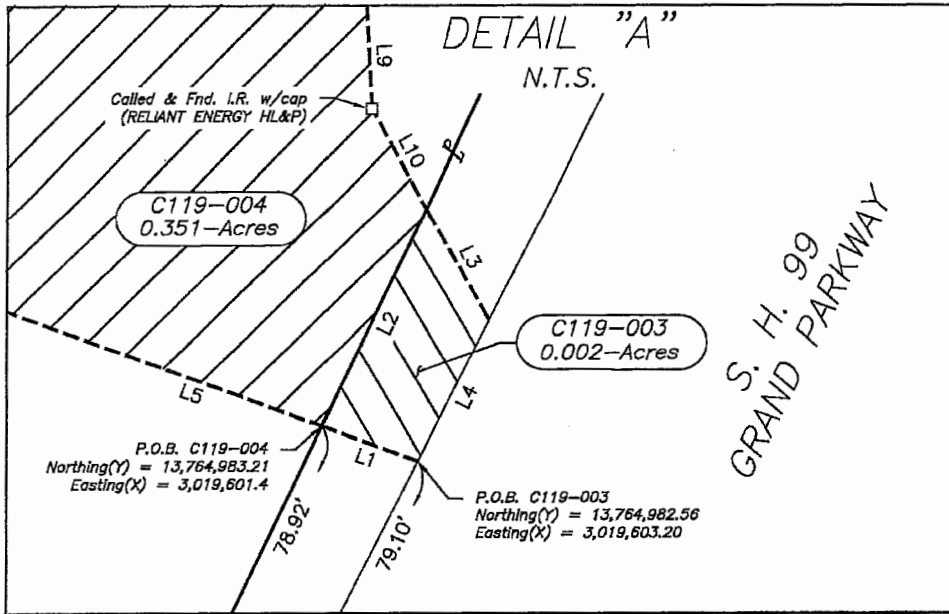 DETAIL "A"
N.T.S.
L9
Called & Fnd. I.R. w/cap
(RELIANT ENERGY HL&P)
L10
C119-004
0.351-Acres
L3
L2
C119-003
0.002-Acres
L4
S. H. 99
GRAND PARKWAY
L5
L1
P.O.B. C119-004
Northing(Y) = 13,764,983.21
Easting(X) = 3,019,601.4
P.O.B. C119-003
Northing(Y) = 13,764,982.56
Easting(X) = 3,019,603.20
78.92'
79.10'